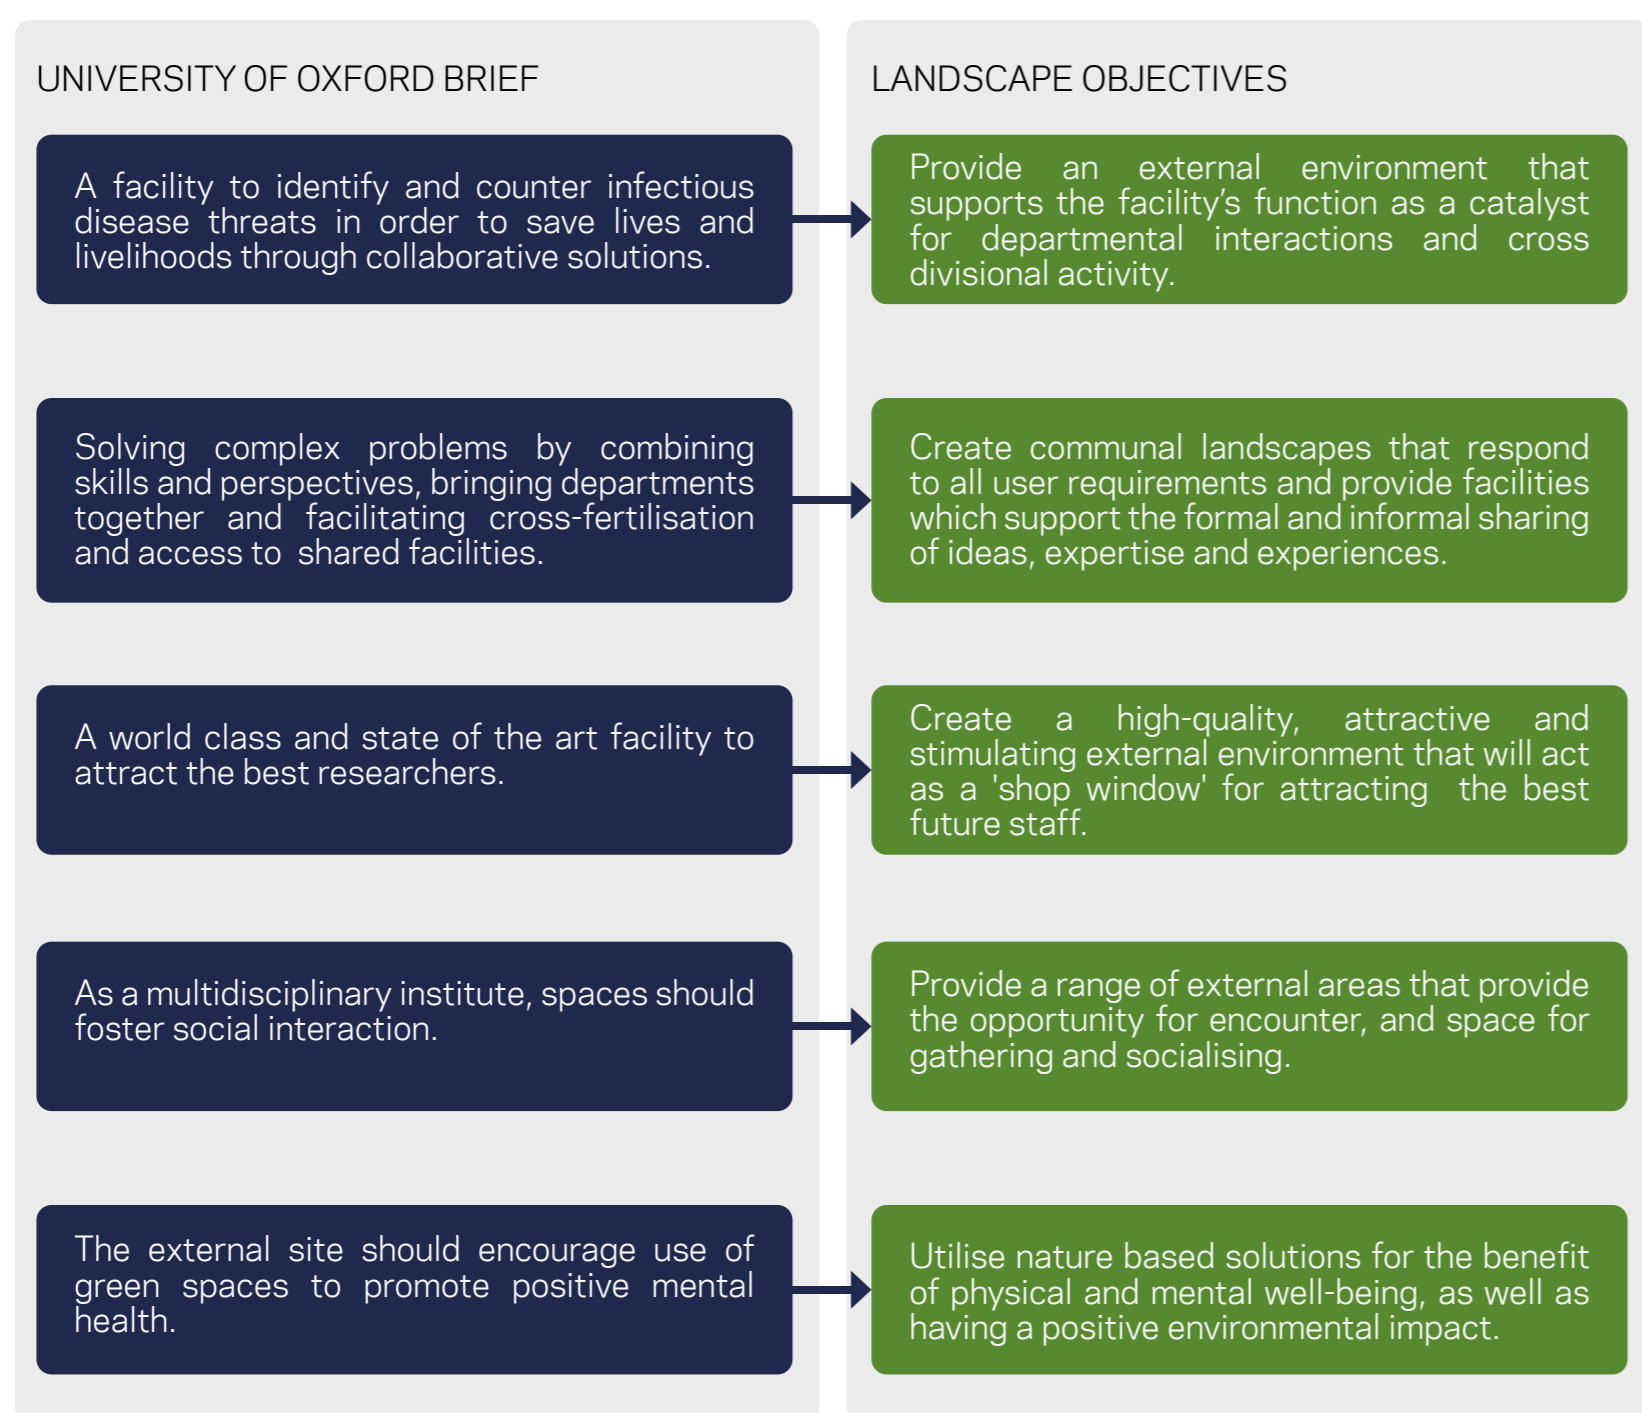 UNIVERSITY OF OXFORD BRIEF
A facility to identify and counter infectious
disease threats in order to save lives and
livelihoods through collaborative solutions.
Solving complex problems by combining
skills and perspectives, bringing departments
together and facilitating cross-fertilisation
and access to shared facilities.
A world class and state of the art facility to
attract the best researchers.
As a multidisciplinary institute, spaces should
foster social interaction.
The external site should encourage use of
green spaces to promote positive mental
health.
LANDSCAPE OBJECTIVES
Provide an external environment that
supports the facility’s function as a catalyst
for departmental interactions and cross
divisional activity.
Create communal landscapes that respond
to all user requirements and provide facilities
which support the formal and informal sharing
of ideas, expertise and experiences.
Create a high-quality, attractive and
stimulating external environment that will act
as a 'shop window' for attracting the best
future staff.
Provide a range of external areas that provide
the opportunity for encounter, and space for
gathering and socialising.
Utilise nature based solutions for the benefit
of physical and mental well-being, as well as
having a positive environmental impact.